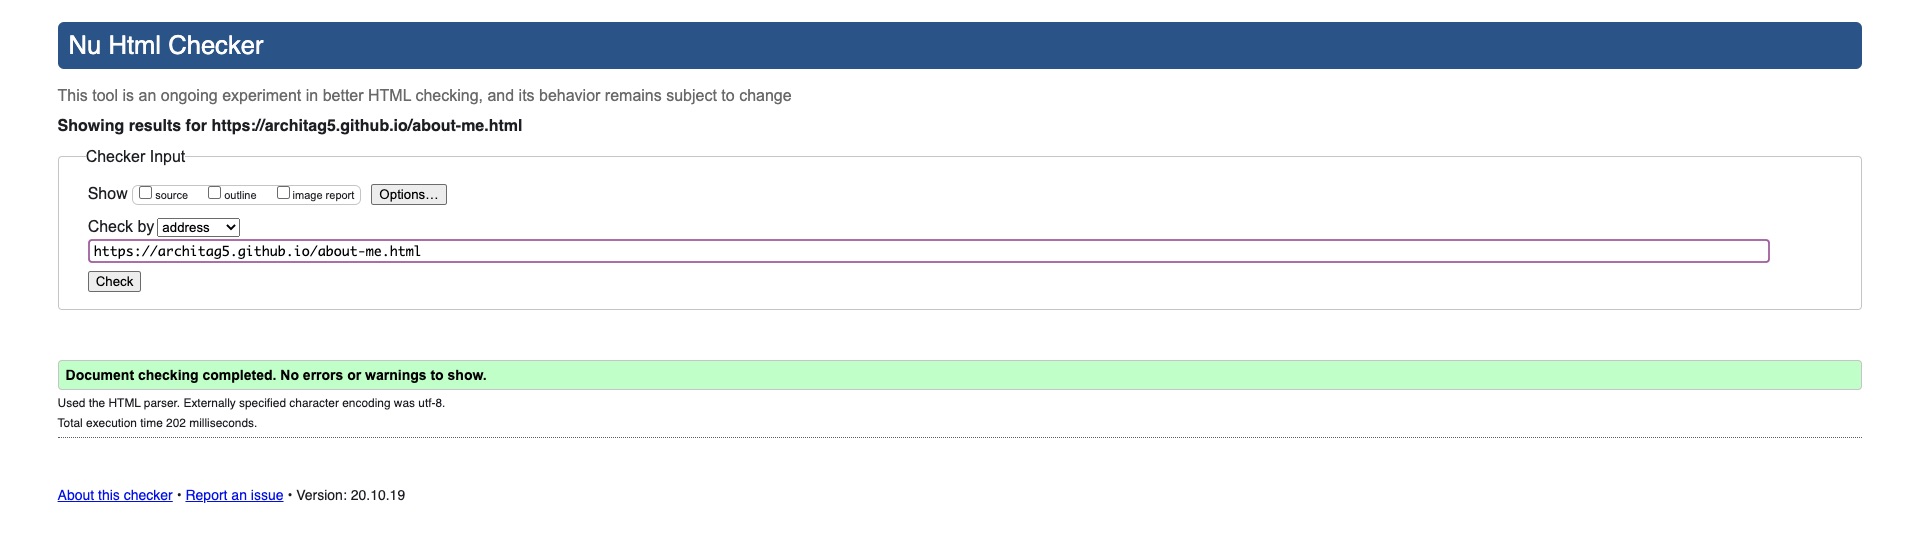 Nu Html Checker
This tool is an ongoing experiment in better HTML checking, and its behavior remains subject to change
Showing results for https://architag5.github.io/about-me.html
Checker Input
Show source outline image report Options...
Check by address
https://architag5.github.io/about-me.html
Check
Document checking completed. No errors or warnings to show.
Used the HTML parser. Externally specified character encoding was utf-8.
Total execution time 202 milliseconds.
About this checker • Report an issue • Version: 20.10.19